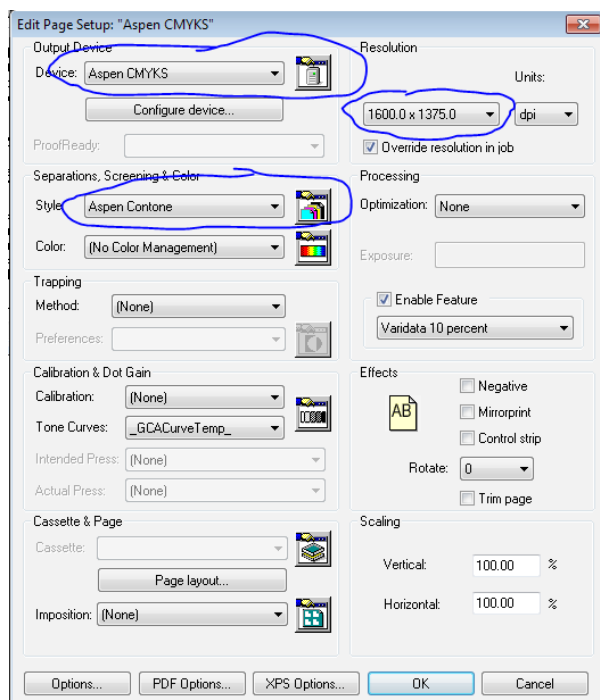 Edit Page Setup: "Aspen CMYKS"
Output Device
Device: Aspen CMYKS
Configure device...
ProofReady:
Separations, Screening & Color
Style: Aspen Contone
Color: (No Color Management)
Trapping
Method: (None)
Preferences:
Calibration & Dot Gain
Calibration: (None)
Tone Curves: _GCACurveTemp_
Intended Press: (None)
Actual Press: (None)
Cassette & Page
Cassette:
Page layout...
Imposition: (None)
Resolution
Units:
1600.0 x 1375.0 dpi
Override resolution in job
Processing
Optimization: None
Exposure:
Enable Feature
Varidata 10 percent
Effects
AB
Negative
Mirrorprint
Control strip
Rotate: 0
Trim page
Scaling
Vertical: 100.00 %
Horizontal: 100.00 %
Options... PDF Options... XPS Options... OK Cancel